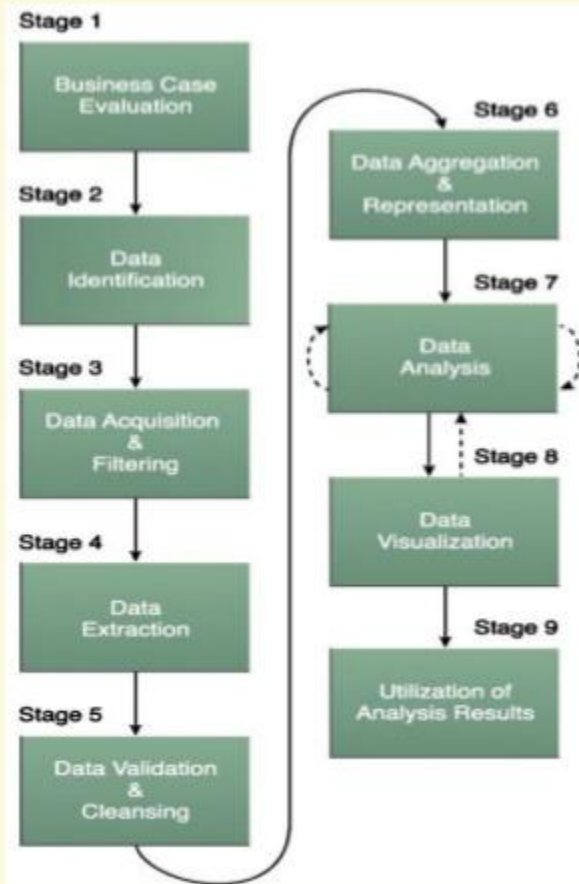 Stage 1
Business Case
Evaluation
Stage 2
Data
Identification
Stage 3
Data Acquisition
&
Filtering
Stage 4
Data
Extraction
Stage 5
Data Validation
&
Cleansing
Stage 6
Data Aggregation
&
Representation
Stage 7
Data
Analysis
Stage 8
Data
Visualization
Stage 9
Utilization of
Analysis Results